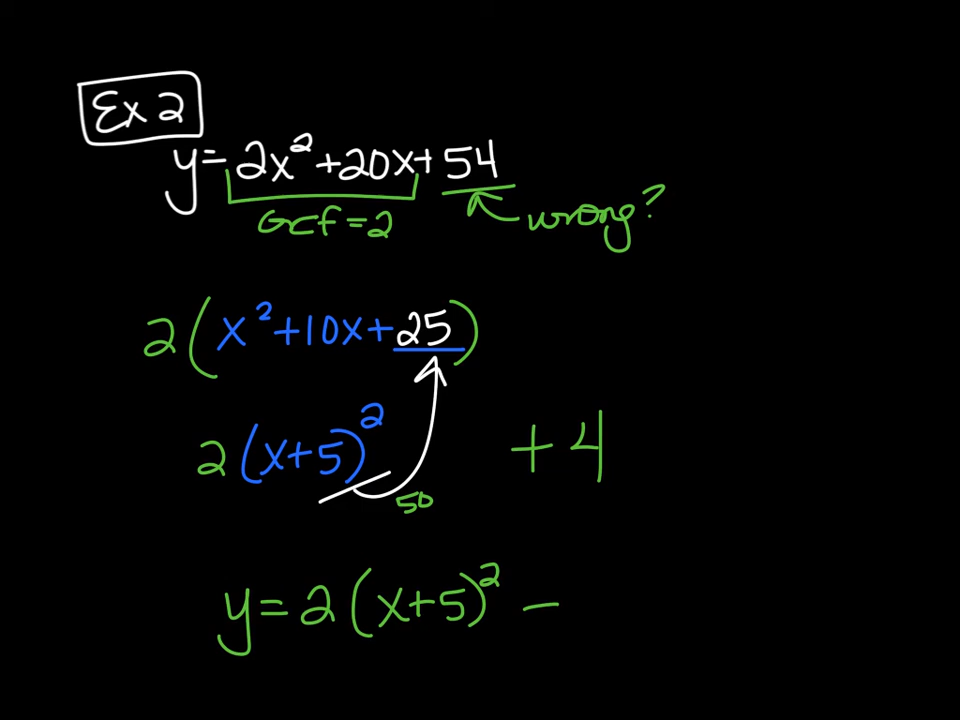 Ex 2
y = 2x² + 20x + 54
GCF = 2
wrong?
2(x² + 10x + 25)
2(x + 5)² + 4
50
y = 2(x + 5)² –